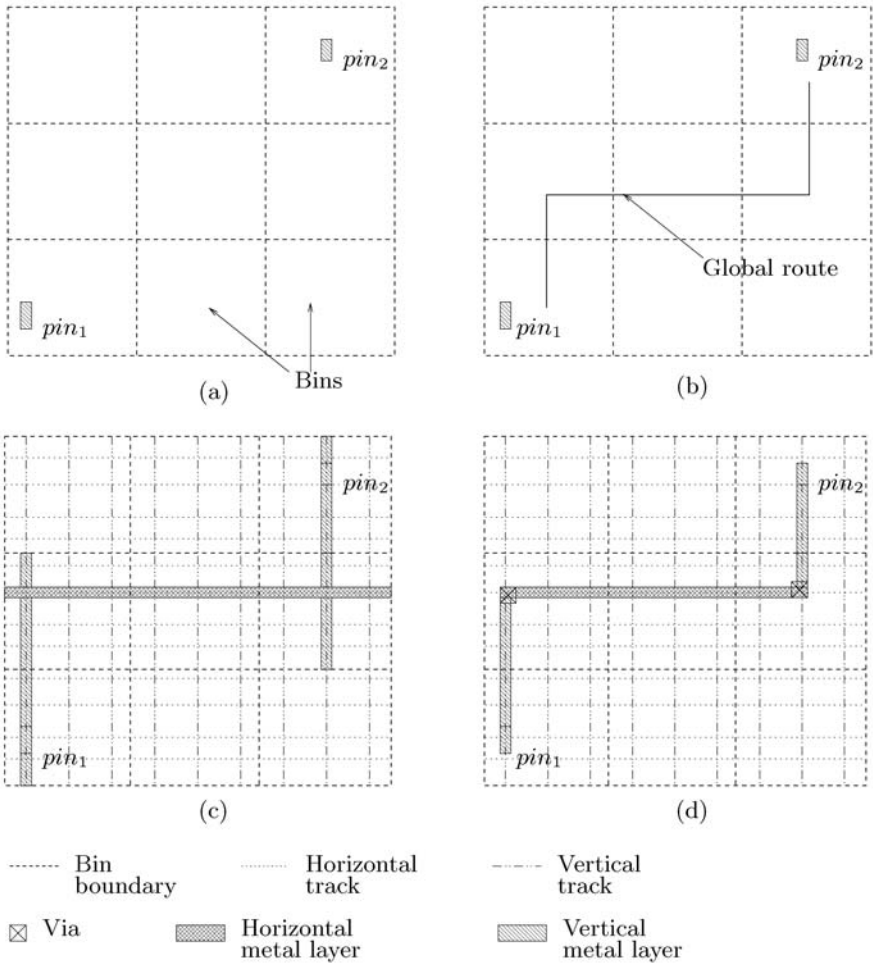 pin2
pin2
Global route
pin1
pin1
Bins
(a)
(b)
pin2
pin2
pin1
pin1
(c)
(d)
Bin
boundary
Horizontal
track
Vertical
track
Via
Horizontal
metal layer
Vertical
metal layer